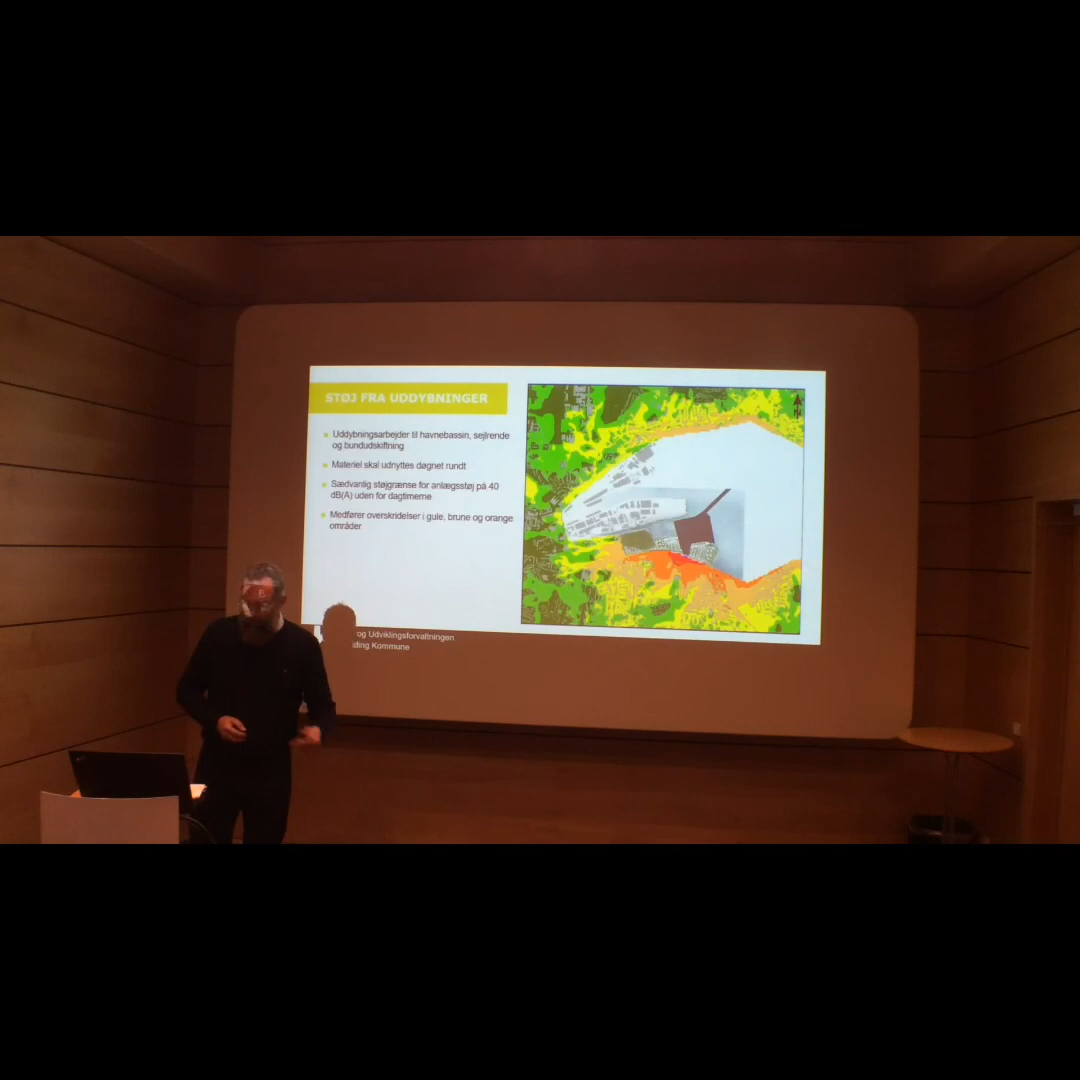 STØJ FRA UDDYBNINGER
Uddybningsarbejder til havnebassin, sejlrende
og bundudskiftning
Materiel skal udnyttes døgnet rundt
Sædvanlig støjgrænse for anlægsstøj på 40
dB(A) uden for dagtimerne
Medfører overskridelser i gule, brune og orange
områder
og Udviklingsforvaltningen
lding Kommune